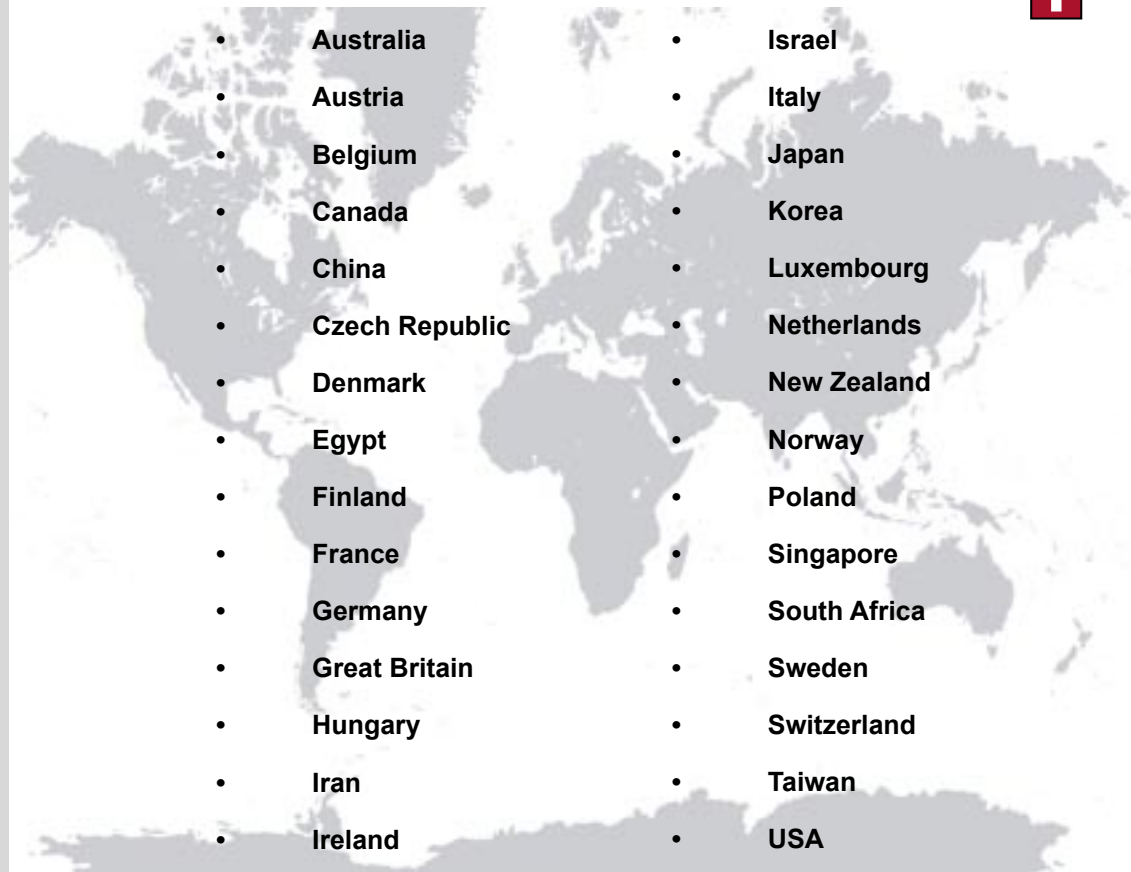 • Australia
• Austria
• Belgium
• Canada
• China
• Czech Republic
• Denmark
• Egypt
• Finland
• France
• Germany
• Great Britain
• Hungary
• Iran
• Ireland
• Israel
• Italy
• Japan
• Korea
• Luxembourg
• Netherlands
• New Zealand
• Norway
• Poland
• Singapore
• South Africa
• Sweden
• Switzerland
• Taiwan
• USA